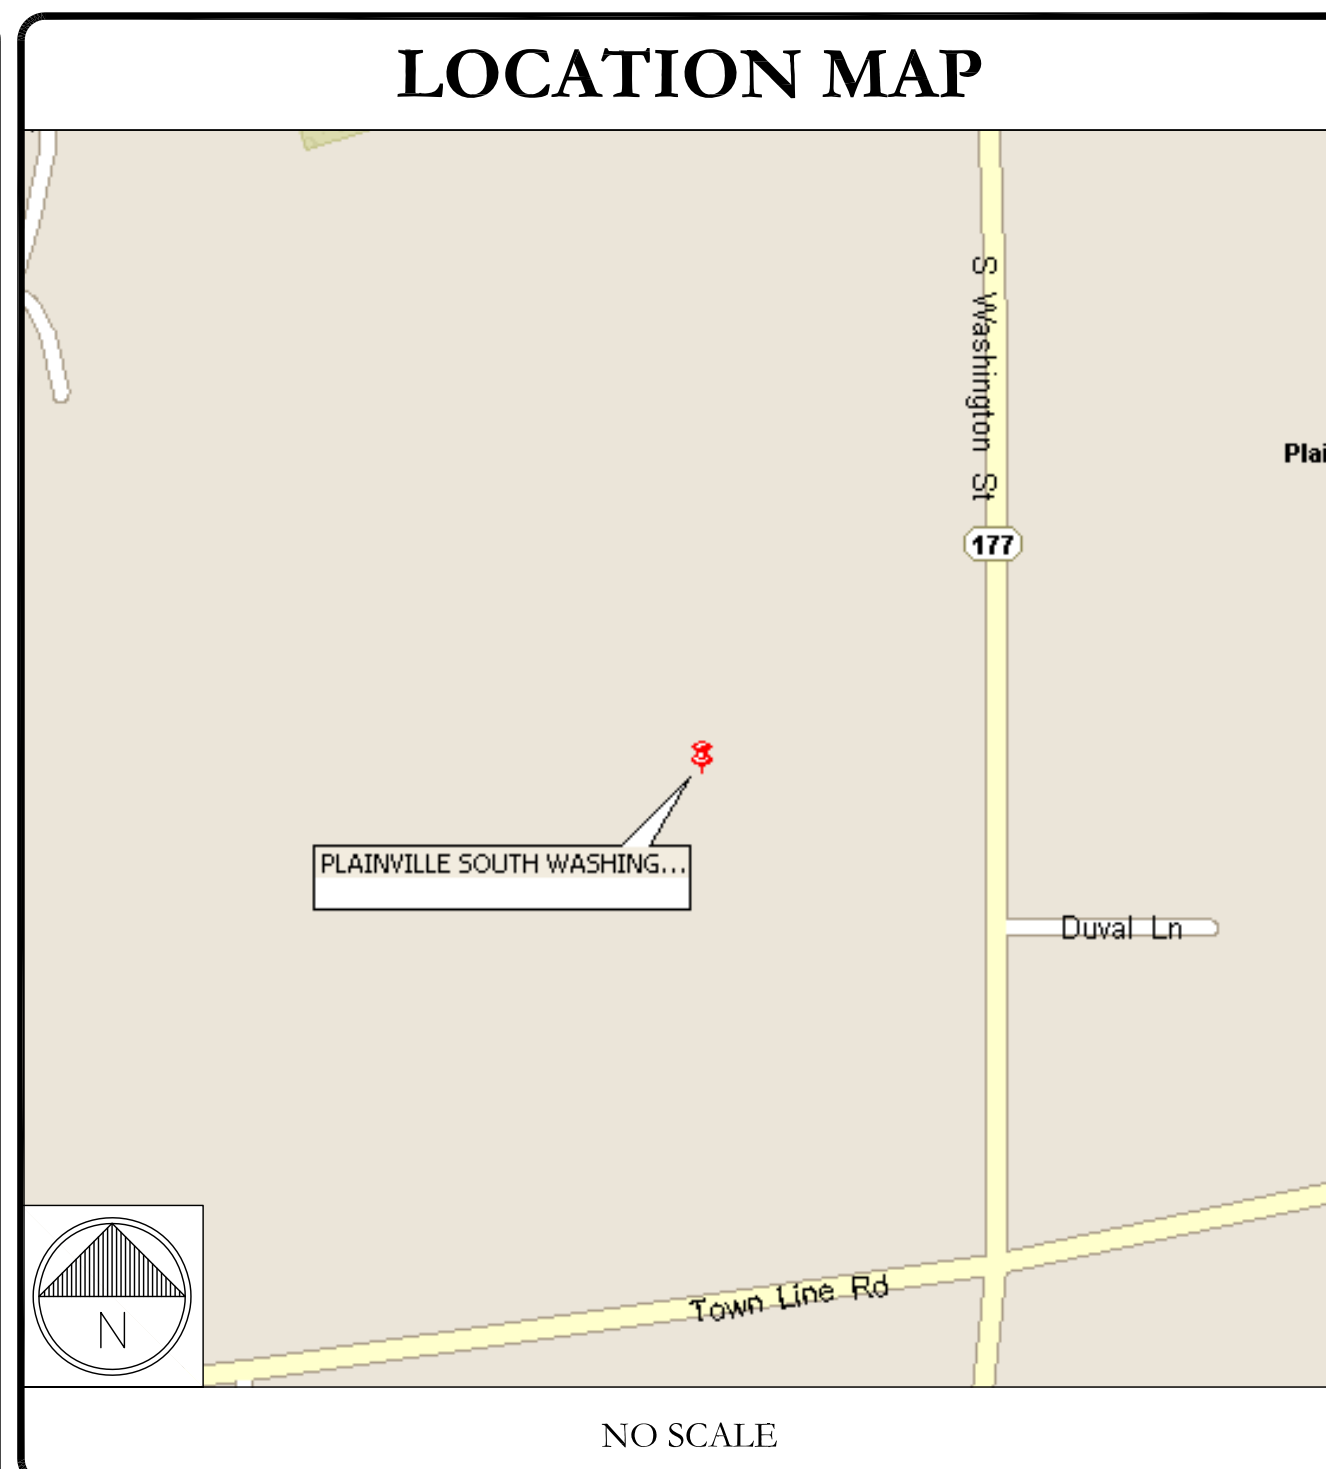 LOCATION MAP
S Washington St
Plai
177
PLAINVILLE SOUTH WASHING...
Duval Ln
Town Line Rd
N
NO SCALE